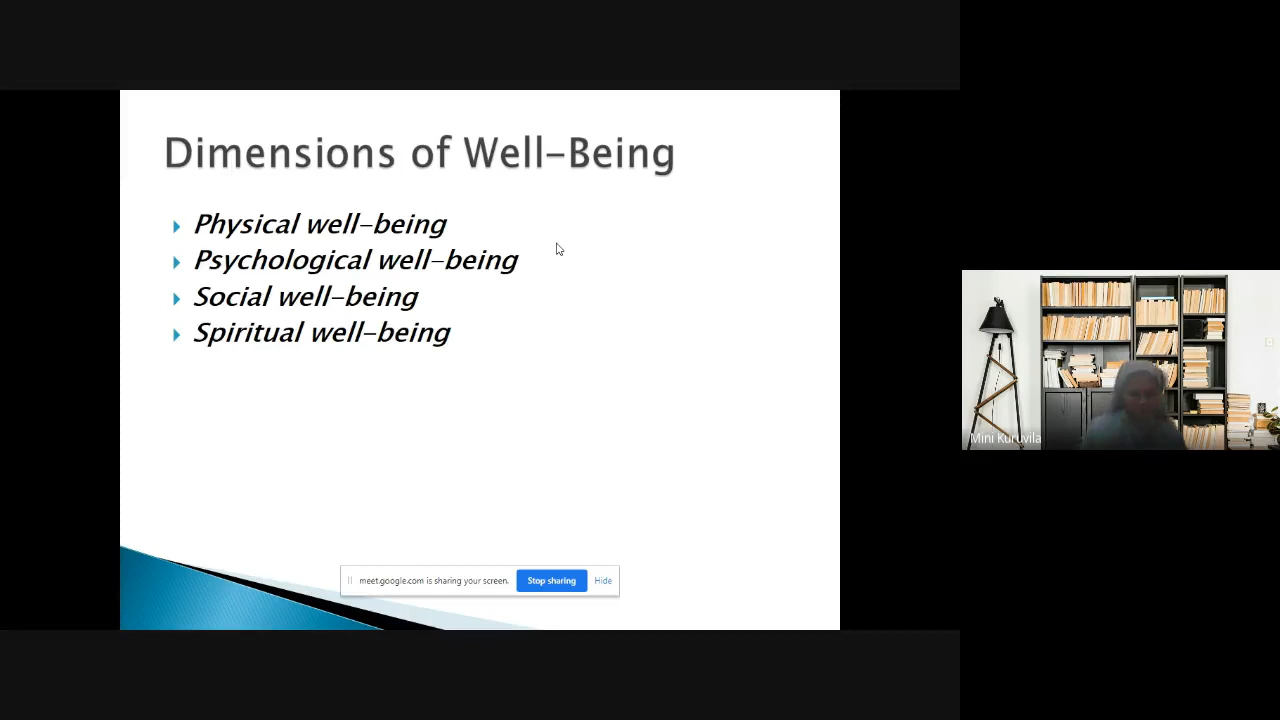 Dimensions of Well-Being
Physical well-being
Psychological well-being
Social well-being
Spiritual well-being
meet.google.com is sharing your screen. Stop sharing Hide
Mini Kuruvila